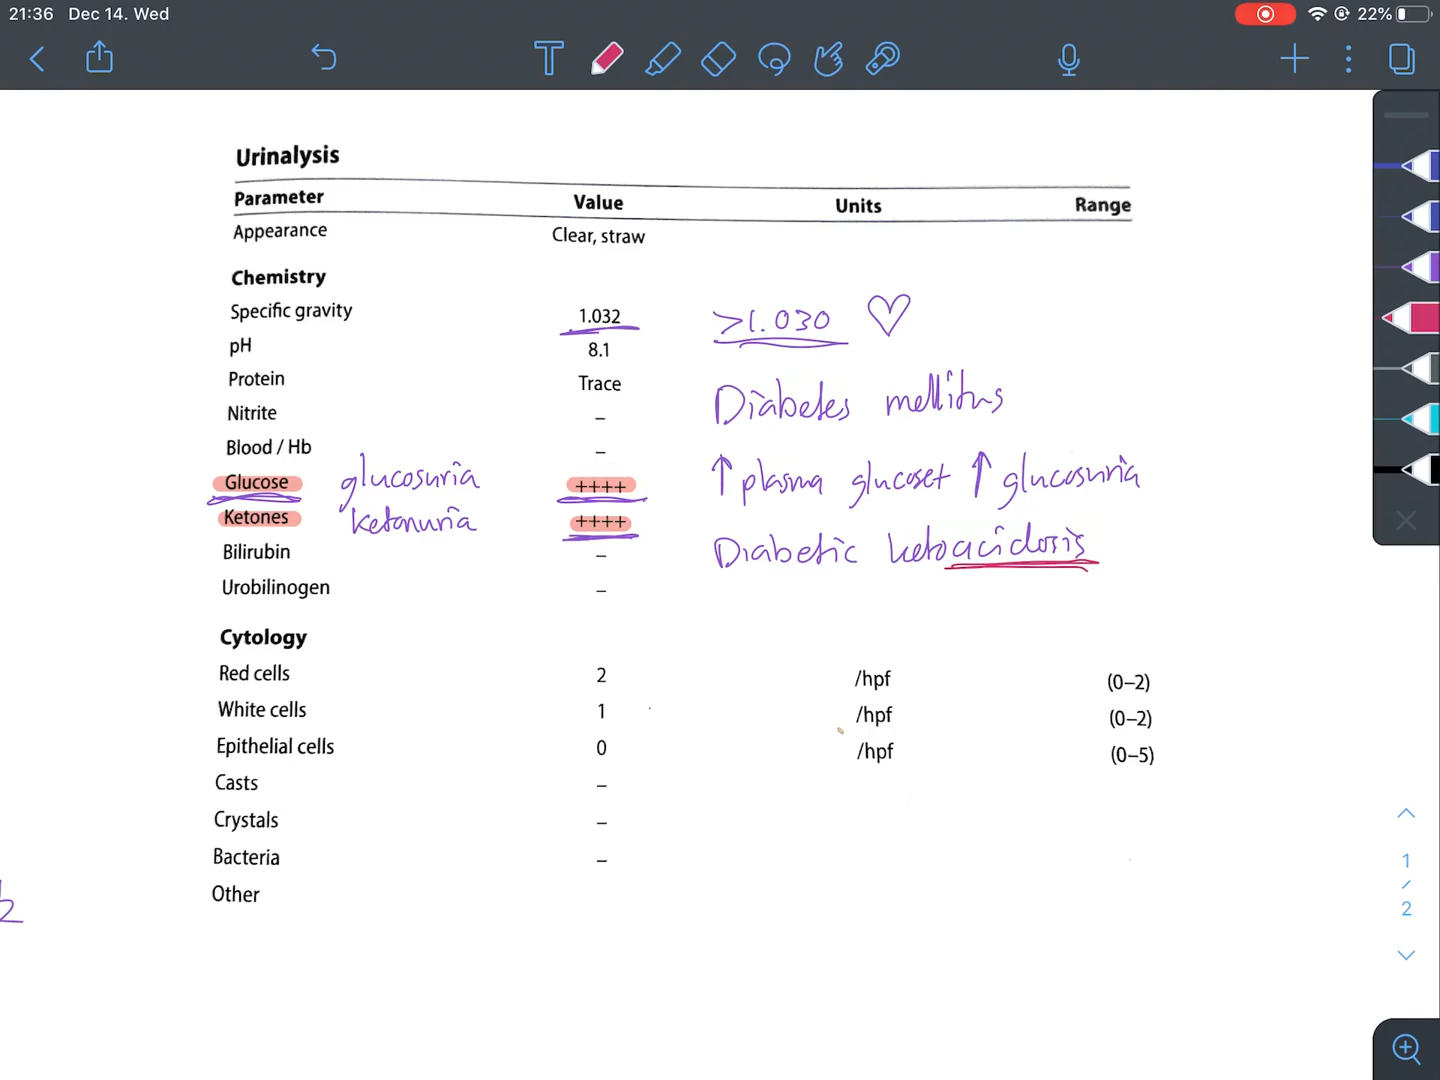 21:36 Dec 14. Wed 22%
Urinalysis
Parameter Value Units Range
Appearance Clear, straw
Chemistry
Specific gravity 1.032 >1.030 ♡
pH 8.1
Protein Trace Diabetes mellitus
Nitrite –
Blood / Hb –
Glucose glucosuria ++++ ↑ plasma glucoset ↑ glucosuria
Ketones ketonuria ++++
Bilirubin – Diabetic ketoacidosis
Urobilinogen –
Cytology
Red cells 2 /hpf (0–2)
White cells 1 /hpf (0–2)
Epithelial cells 0 /hpf (0–5)
Casts –
Crystals –
Bacteria –
Other
1
/
2